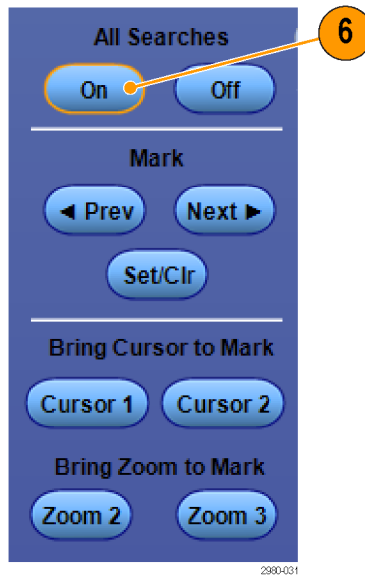 All Searches
6
On Off
Mark
◄ Prev Next ►
Set/Clr
Bring Cursor to Mark
Cursor 1 Cursor 2
Bring Zoom to Mark
Zoom 2 Zoom 3
2980-031